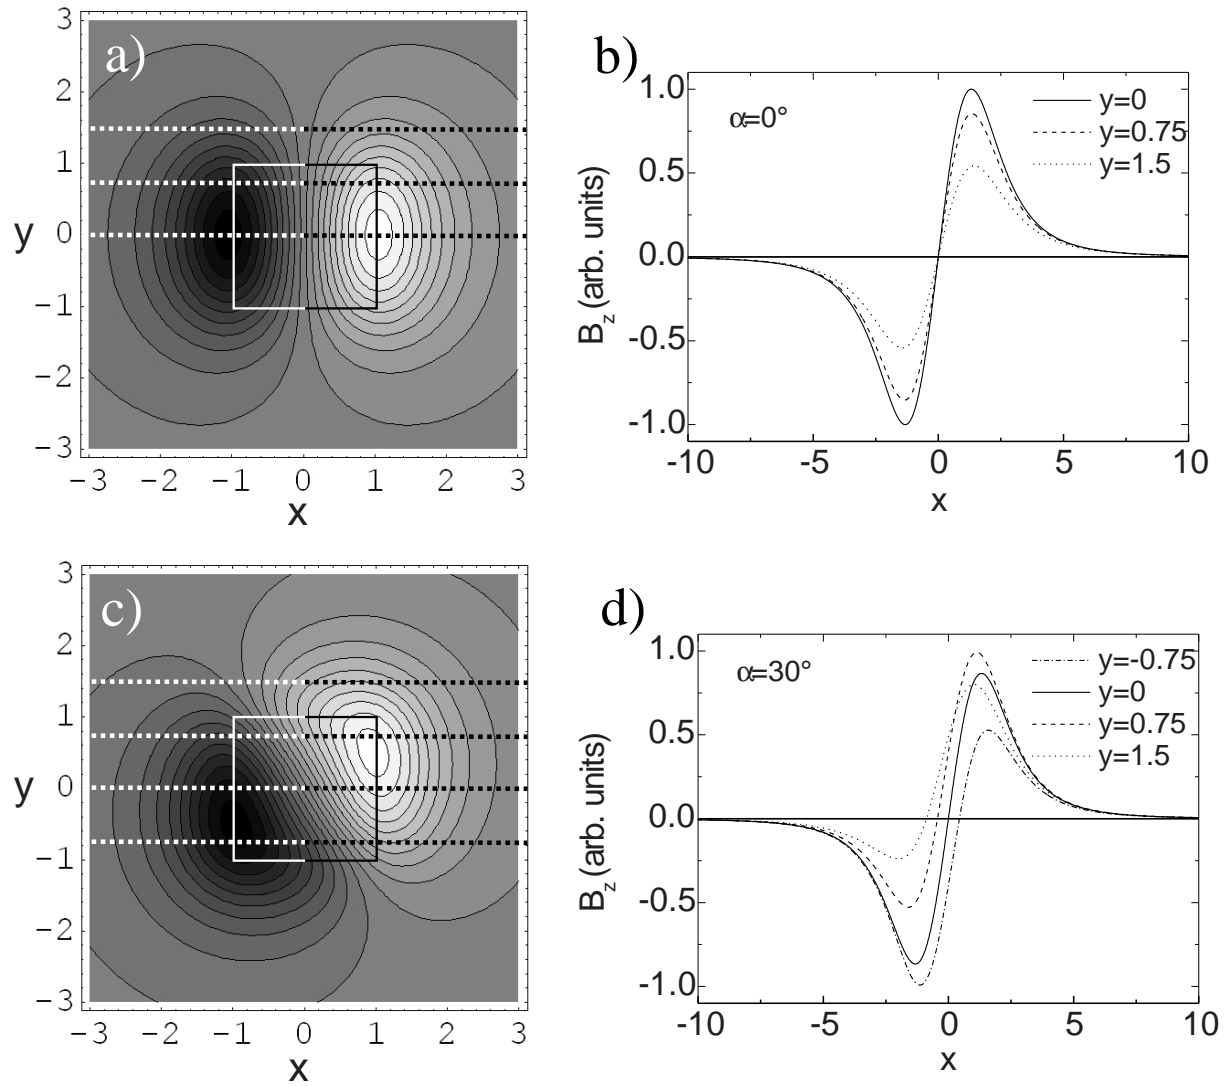 a)
3
2
1
0
-1
-2
-3
y
-3 -2 -1 0 1 2 3
x
b)
α=0°
y=0
y=0.75
y=1.5
1.0
0.5
0.0
-0.5
-1.0
B_z (arb. units)
-10 -5 0 5 10
x
c)
3
2
1
0
-1
-2
-3
y
-3 -2 -1 0 1 2 3
x
d)
α=30°
y=-0.75
y=0
y=0.75
y=1.5
1.0
0.5
0.0
-0.5
-1.0
B_z (arb. units)
-10 -5 0 5 10
x